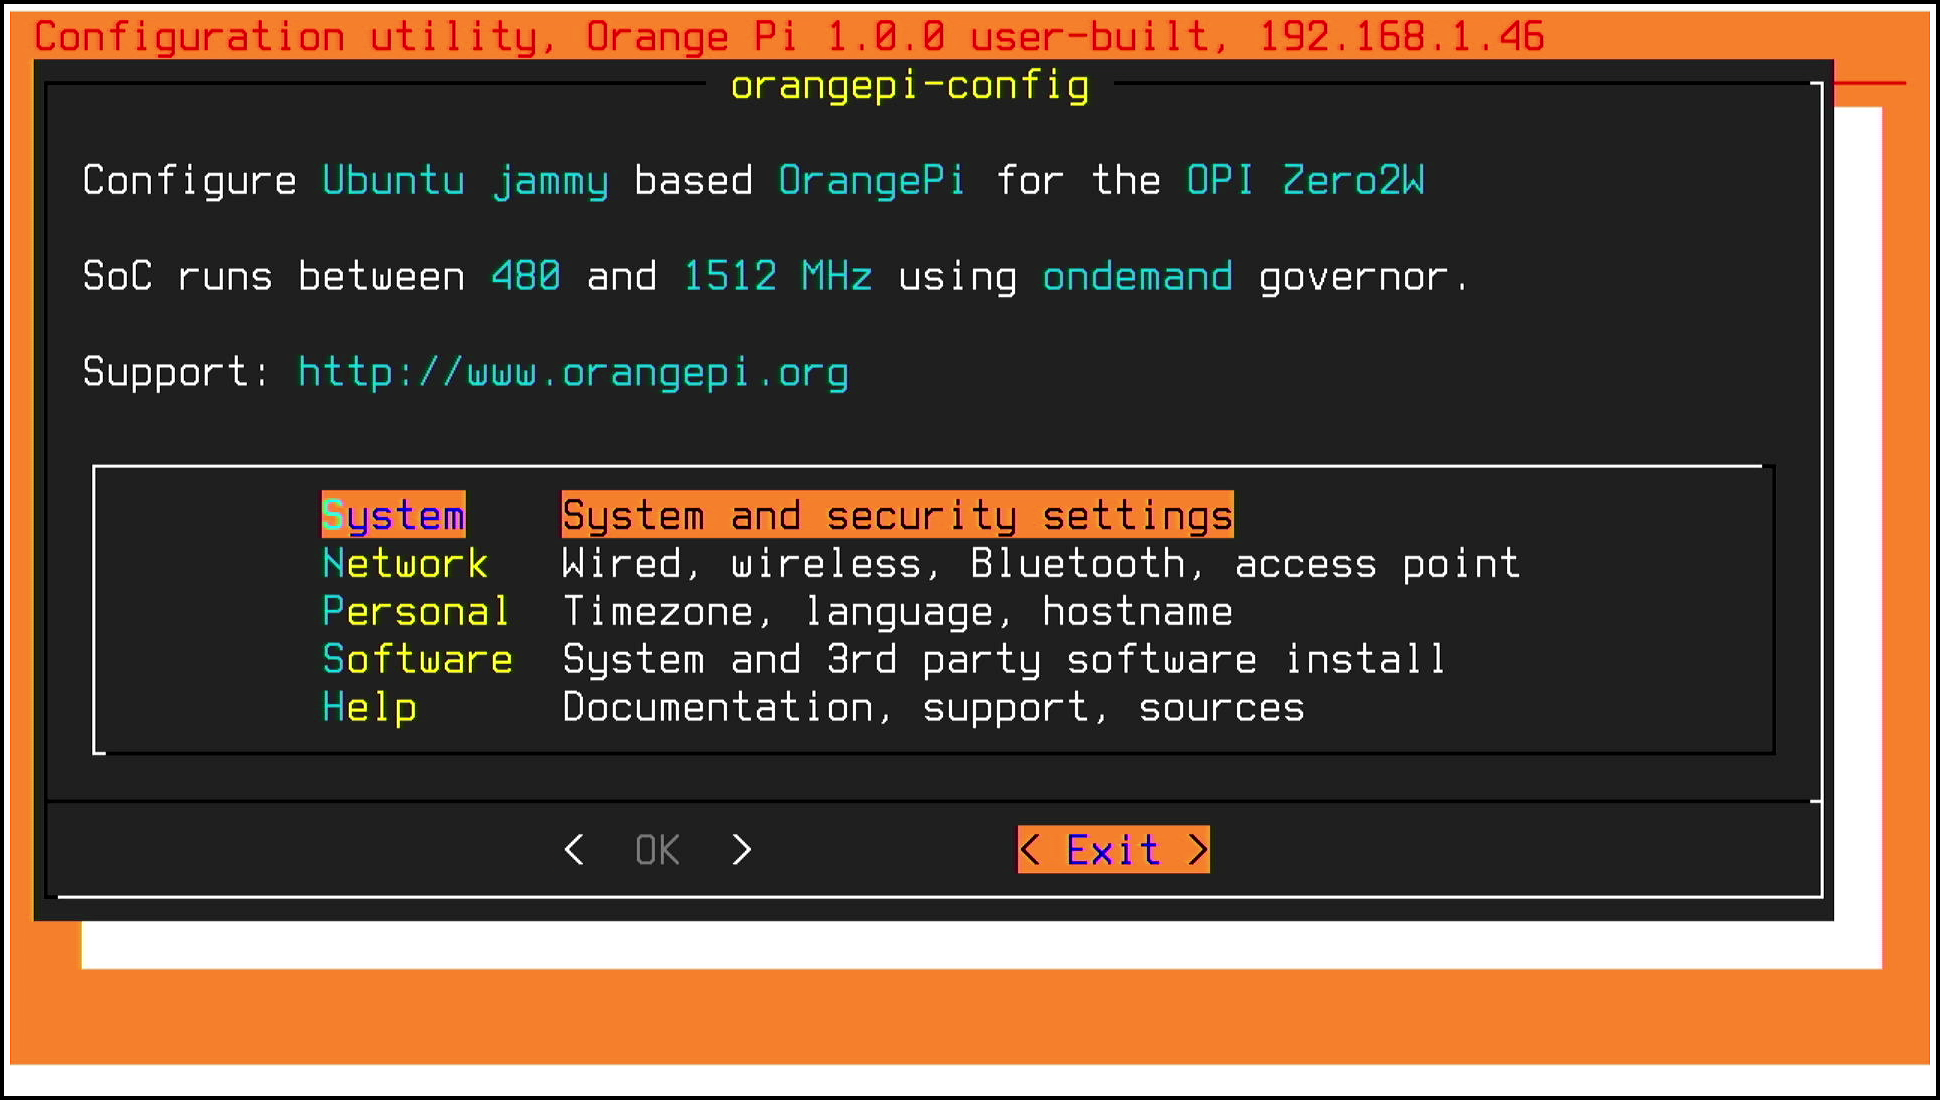 Configuration utility, Orange Pi 1.0.0 user-built, 192.168.1.46
orangepi-config
Configure Ubuntu jammy based OrangePi for the OPI Zero2W
SoC runs between 480 and 1512 MHz using ondemand governor.
Support: http://www.orangepi.org
System System and security settings
Network Wired, wireless, Bluetooth, access point
Personal Timezone, language, hostname
Software System and 3rd party software install
Help Documentation, support, sources
< OK > < Exit >